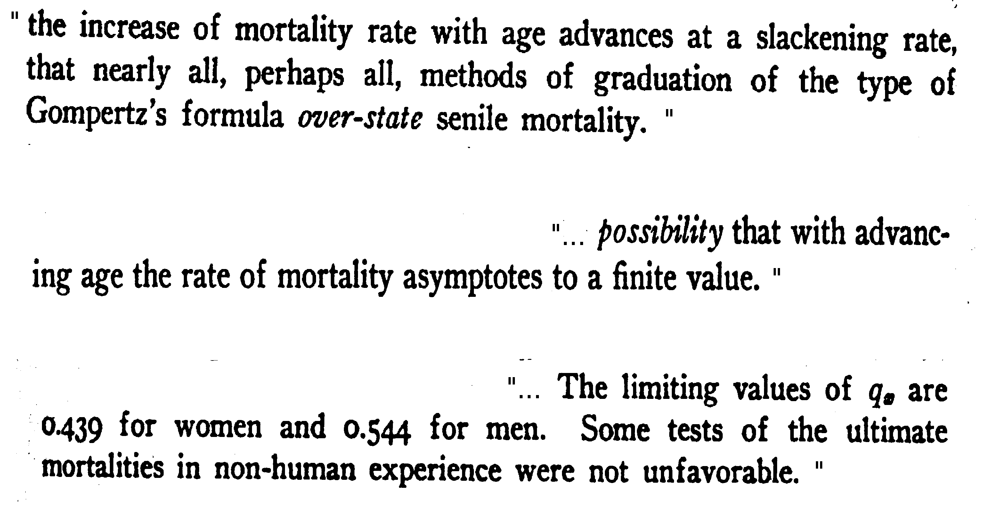 " the increase of mortality rate with age advances at a slackening rate,
that nearly all, perhaps all, methods of graduation of the type of
Gompertz's formula over-state senile mortality. "
"... possibility that with advanc-
ing age the rate of mortality asymptotes to a finite value. "
"... The limiting values of q are
0.439 for women and 0.544 for men. Some tests of the ultimate
mortalities in non-human experience were not unfavorable. "